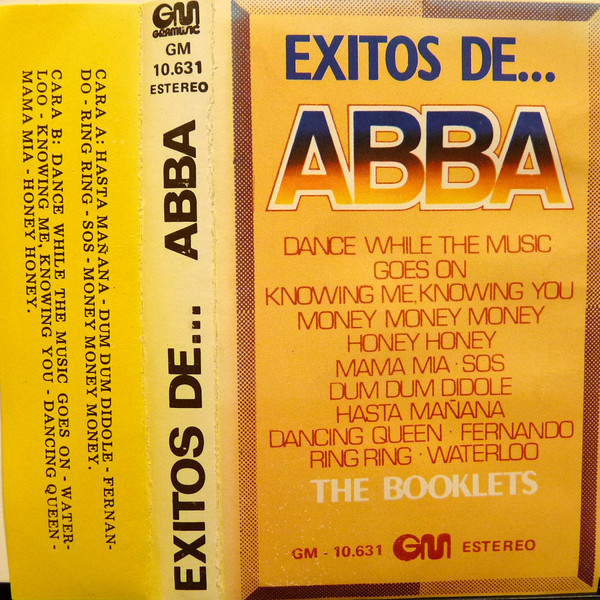 CARA A: HASTA MAÑANA - DUM DUM DIDOLE - FERNAN-
DO - RING RING - SOS - MONEY MONEY MONEY.
CARA B: DANCE WHILE THE MUSIC GOES ON - WATER-
LOO - KNOWING ME, KNOWING YOU - DANCING QUEEN -
MAMA MIA - HONEY HONEY.
GM
GRAMUSIC
GM
10.631
ESTEREO
EXITOS DE... ABBA
EXITOS DE...
ABBA
DANCE WHILE THE MUSIC
GOES ON
KNOWING ME, KNOWING YOU
MONEY MONEY MONEY
HONEY HONEY
MAMA MIA · SOS
DUM DUM DIDOLE
HASTA MAÑANA
DANCING QUEEN · FERNANDO
RING RING · WATERLOO
THE BOOKLETS
GM - 10.631 GM ESTEREO